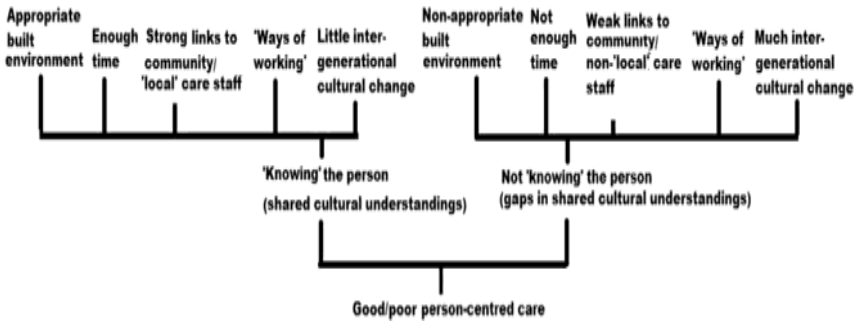 Appropriate
built
environment
Enough
time
Strong links to
community/
'local' care staff
'Ways of
working'
Little inter-
generational
cultural change
Non-appropriate
built
environment
Not
enough
time
Weak links to
community/
non-'local' care
staff
'Ways of
working'
Much inter-
generational
cultural change
'Knowing' the person
(shared cultural understandings)
Not 'knowing' the person
(gaps in shared cultural understandings)
Good/poor person-centred care